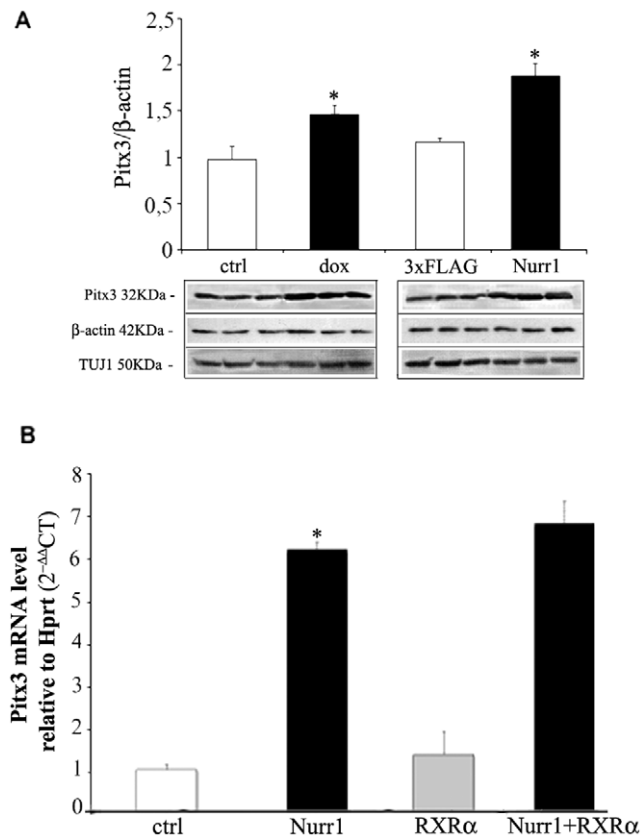 A
2,5
2
1,5
1
0,5
0
Pitx3/β-actin
*
*
ctrl dox 3xFLAG Nurr1
Pitx3 32KDa -
β-actin 42KDa -
TUJ1 50KDa -
B
8
7
6
5
4
3
2
1
0
Pitx3 mRNA level
relative to Hprt (2⁻ΔΔCT)
*
ctrl Nurr1 RXRα Nurr1+RXRα